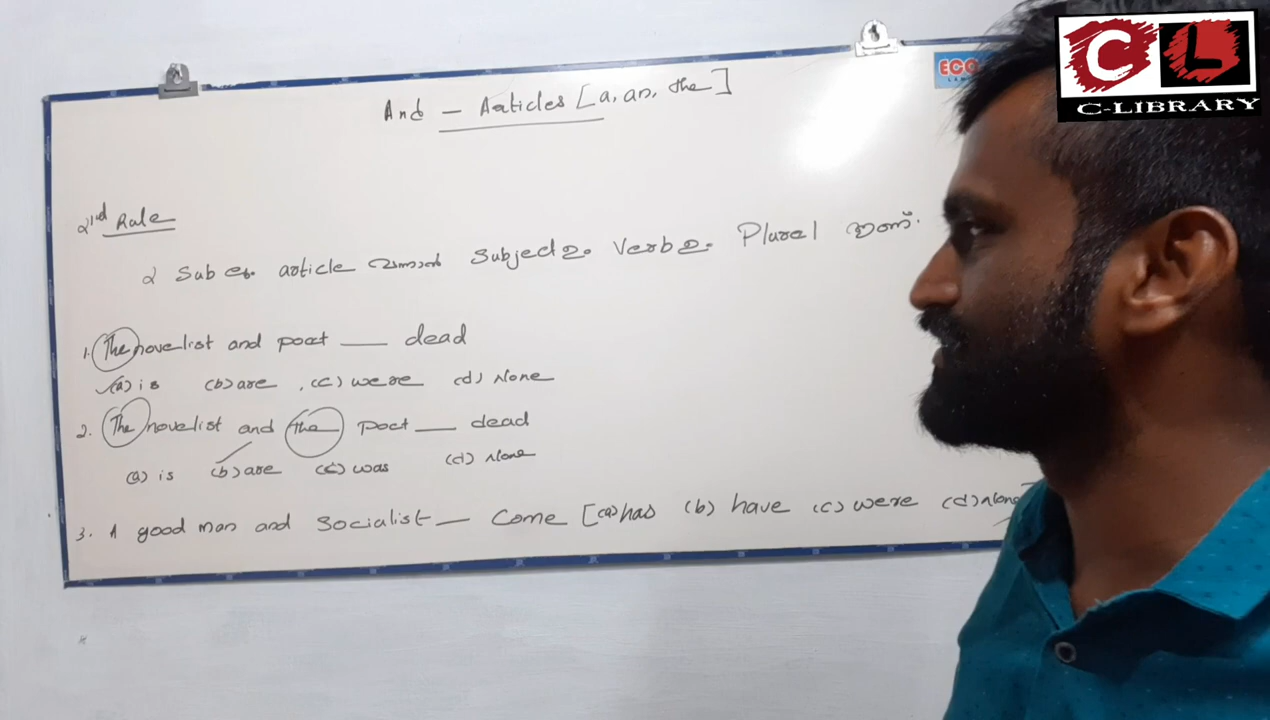 ECO
C L
C-LIBRARY
And - Articles [a, an, the]
2nd Rule
2 Sub article വന്നാൽ Subject ഉം Verb ഉം Plural
1. The novelist and poet ___ dead
(a) is (b) are (c) were (d) None
2. The novelist and the poet ___ dead
(a) is (b) are (c) was (d) None
3. A good man and Socialist — Come [(a) has (b) have (c) were (d) None]